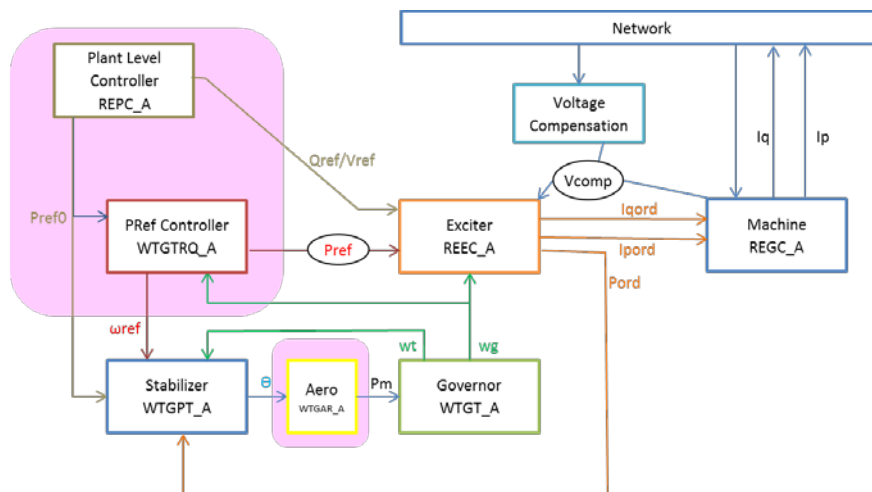 Network
Plant Level
Controller
REPC_A
Voltage
Compensation
Iq
Ip
Qref/Vref
Vcomp
Pref0
PRef Controller
WTGTRQ_A
Pref
Exciter
REEC_A
Iqord
Ipord
Pord
Machine
REGC_A
ωref
wt
wg
Stabilizer
WTGPT_A
Θ
Aero
WTGAR_A
Pm
Governor
WTGT_A